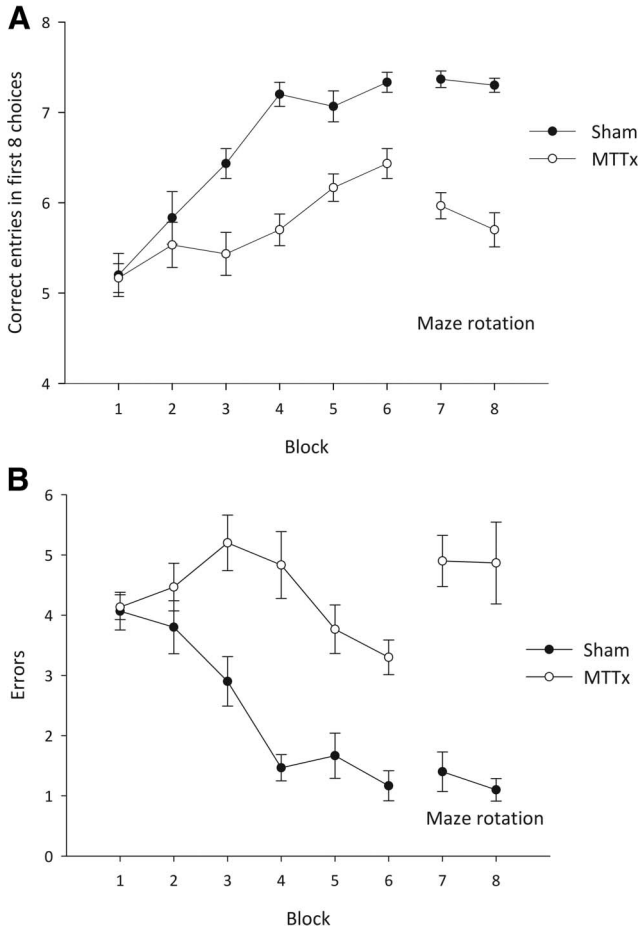 A
Correct entries in first 8 choices
8
7
6
5
4
Sham
MTTx
Maze rotation
1 2 3 4 5 6 7 8
Block
B
Errors
6
5
4
3
2
1
0
Sham
MTTx
Maze rotation
1 2 3 4 5 6 7 8
Block